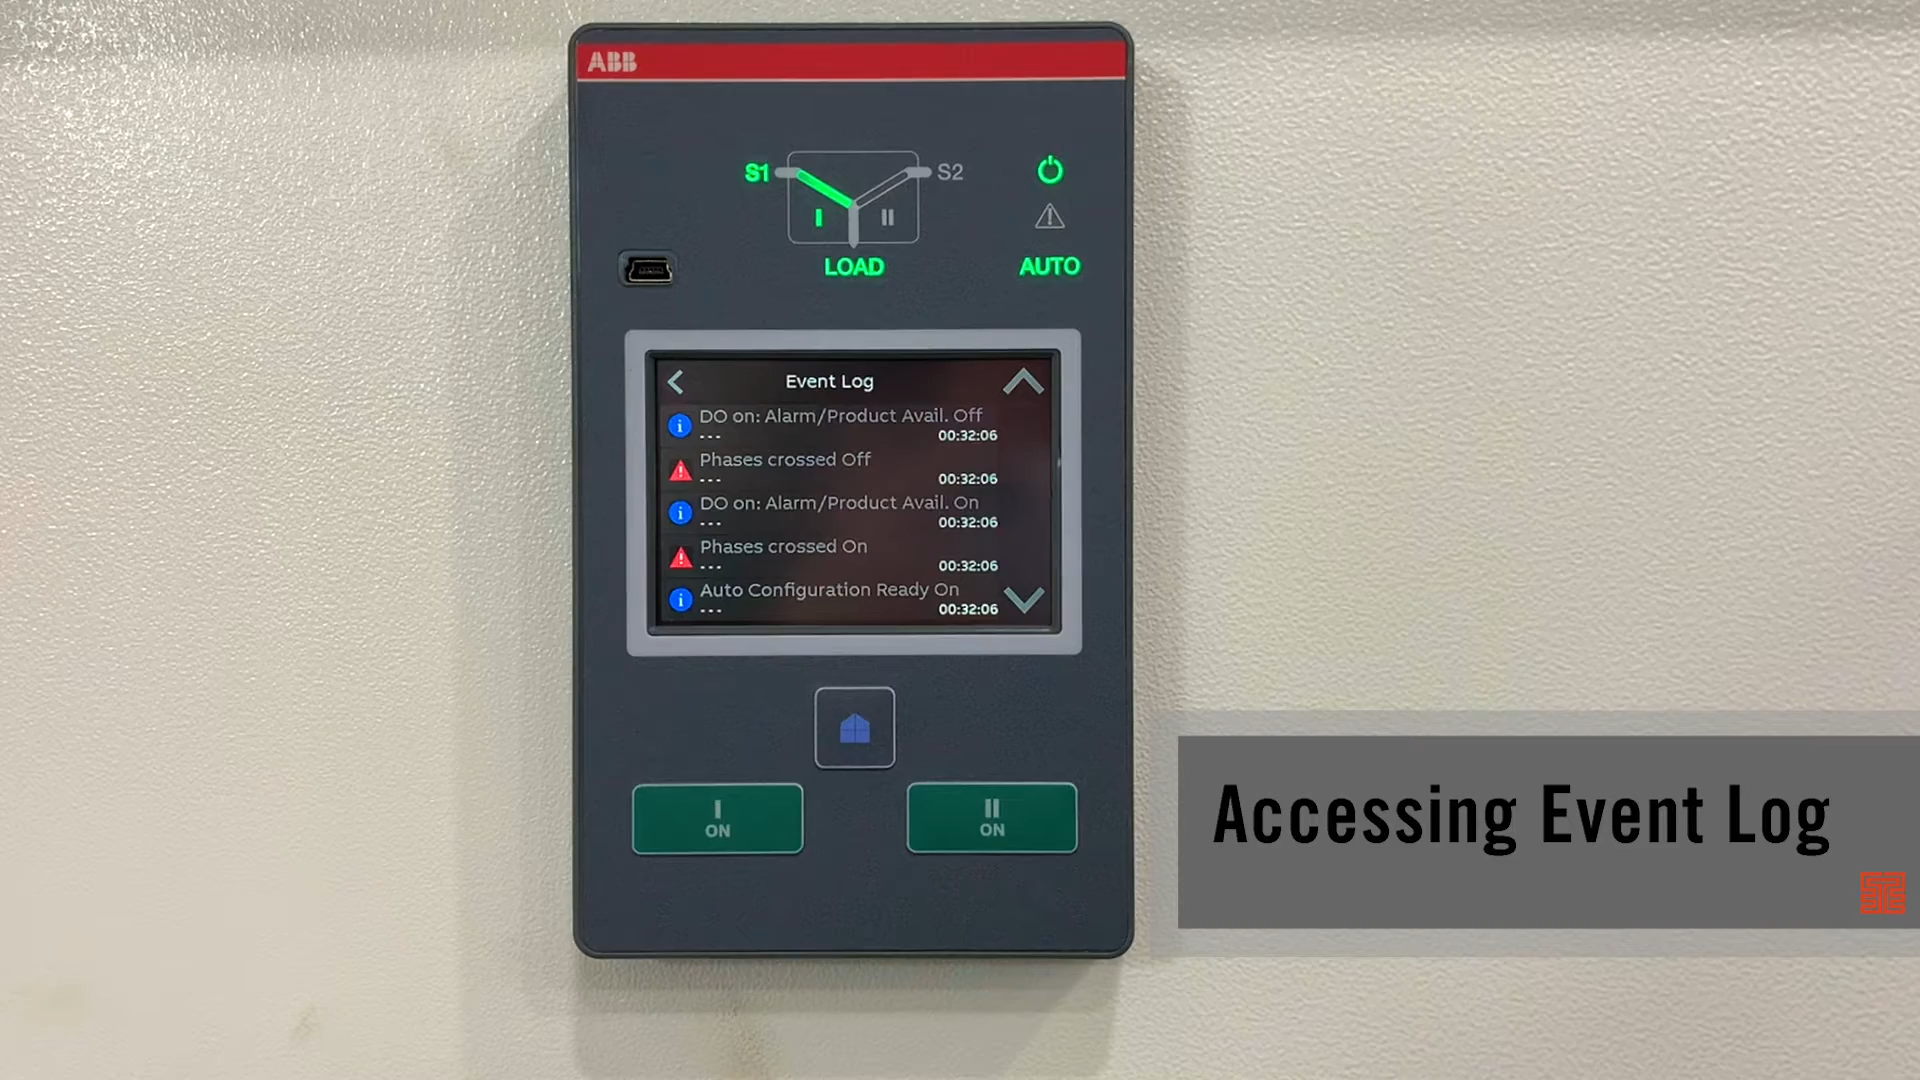 ABB
S1
S2
I
II
LOAD
AUTO
Event Log
DO on: Alarm/Product Avail. Off
--- 00:32:06
Phases crossed Off
--- 00:32:06
DO on: Alarm/Product Avail. On
--- 00:32:06
Phases crossed On
--- 00:32:06
Auto Configuration Ready On
--- 00:32:06
I
ON
II
ON
Accessing Event Log